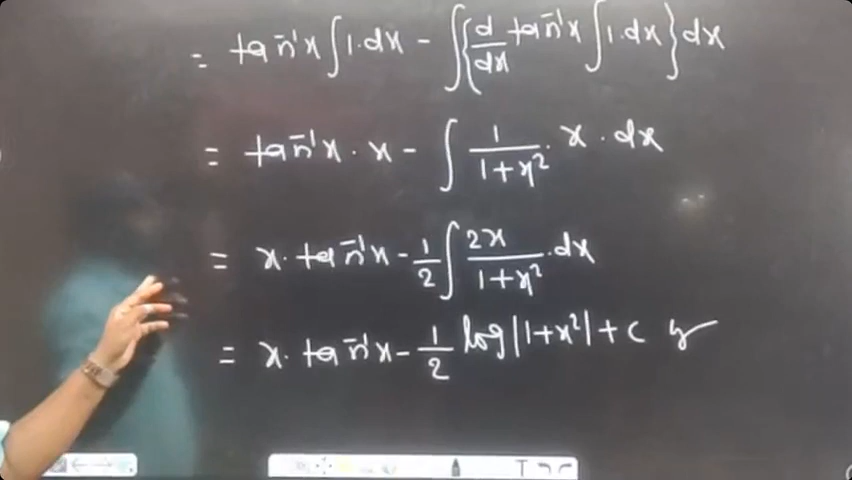 = tan⁻¹x ∫1.dx - ∫{d/dx tan⁻¹x ∫1.dx}dx
= tan⁻¹x . x - ∫ 1/(1+x²) . x . dx
= x. tan⁻¹x - 1/2 ∫ 2x/(1+x²) .dx
= x. tan⁻¹x - 1/2 log|1+x²| + c